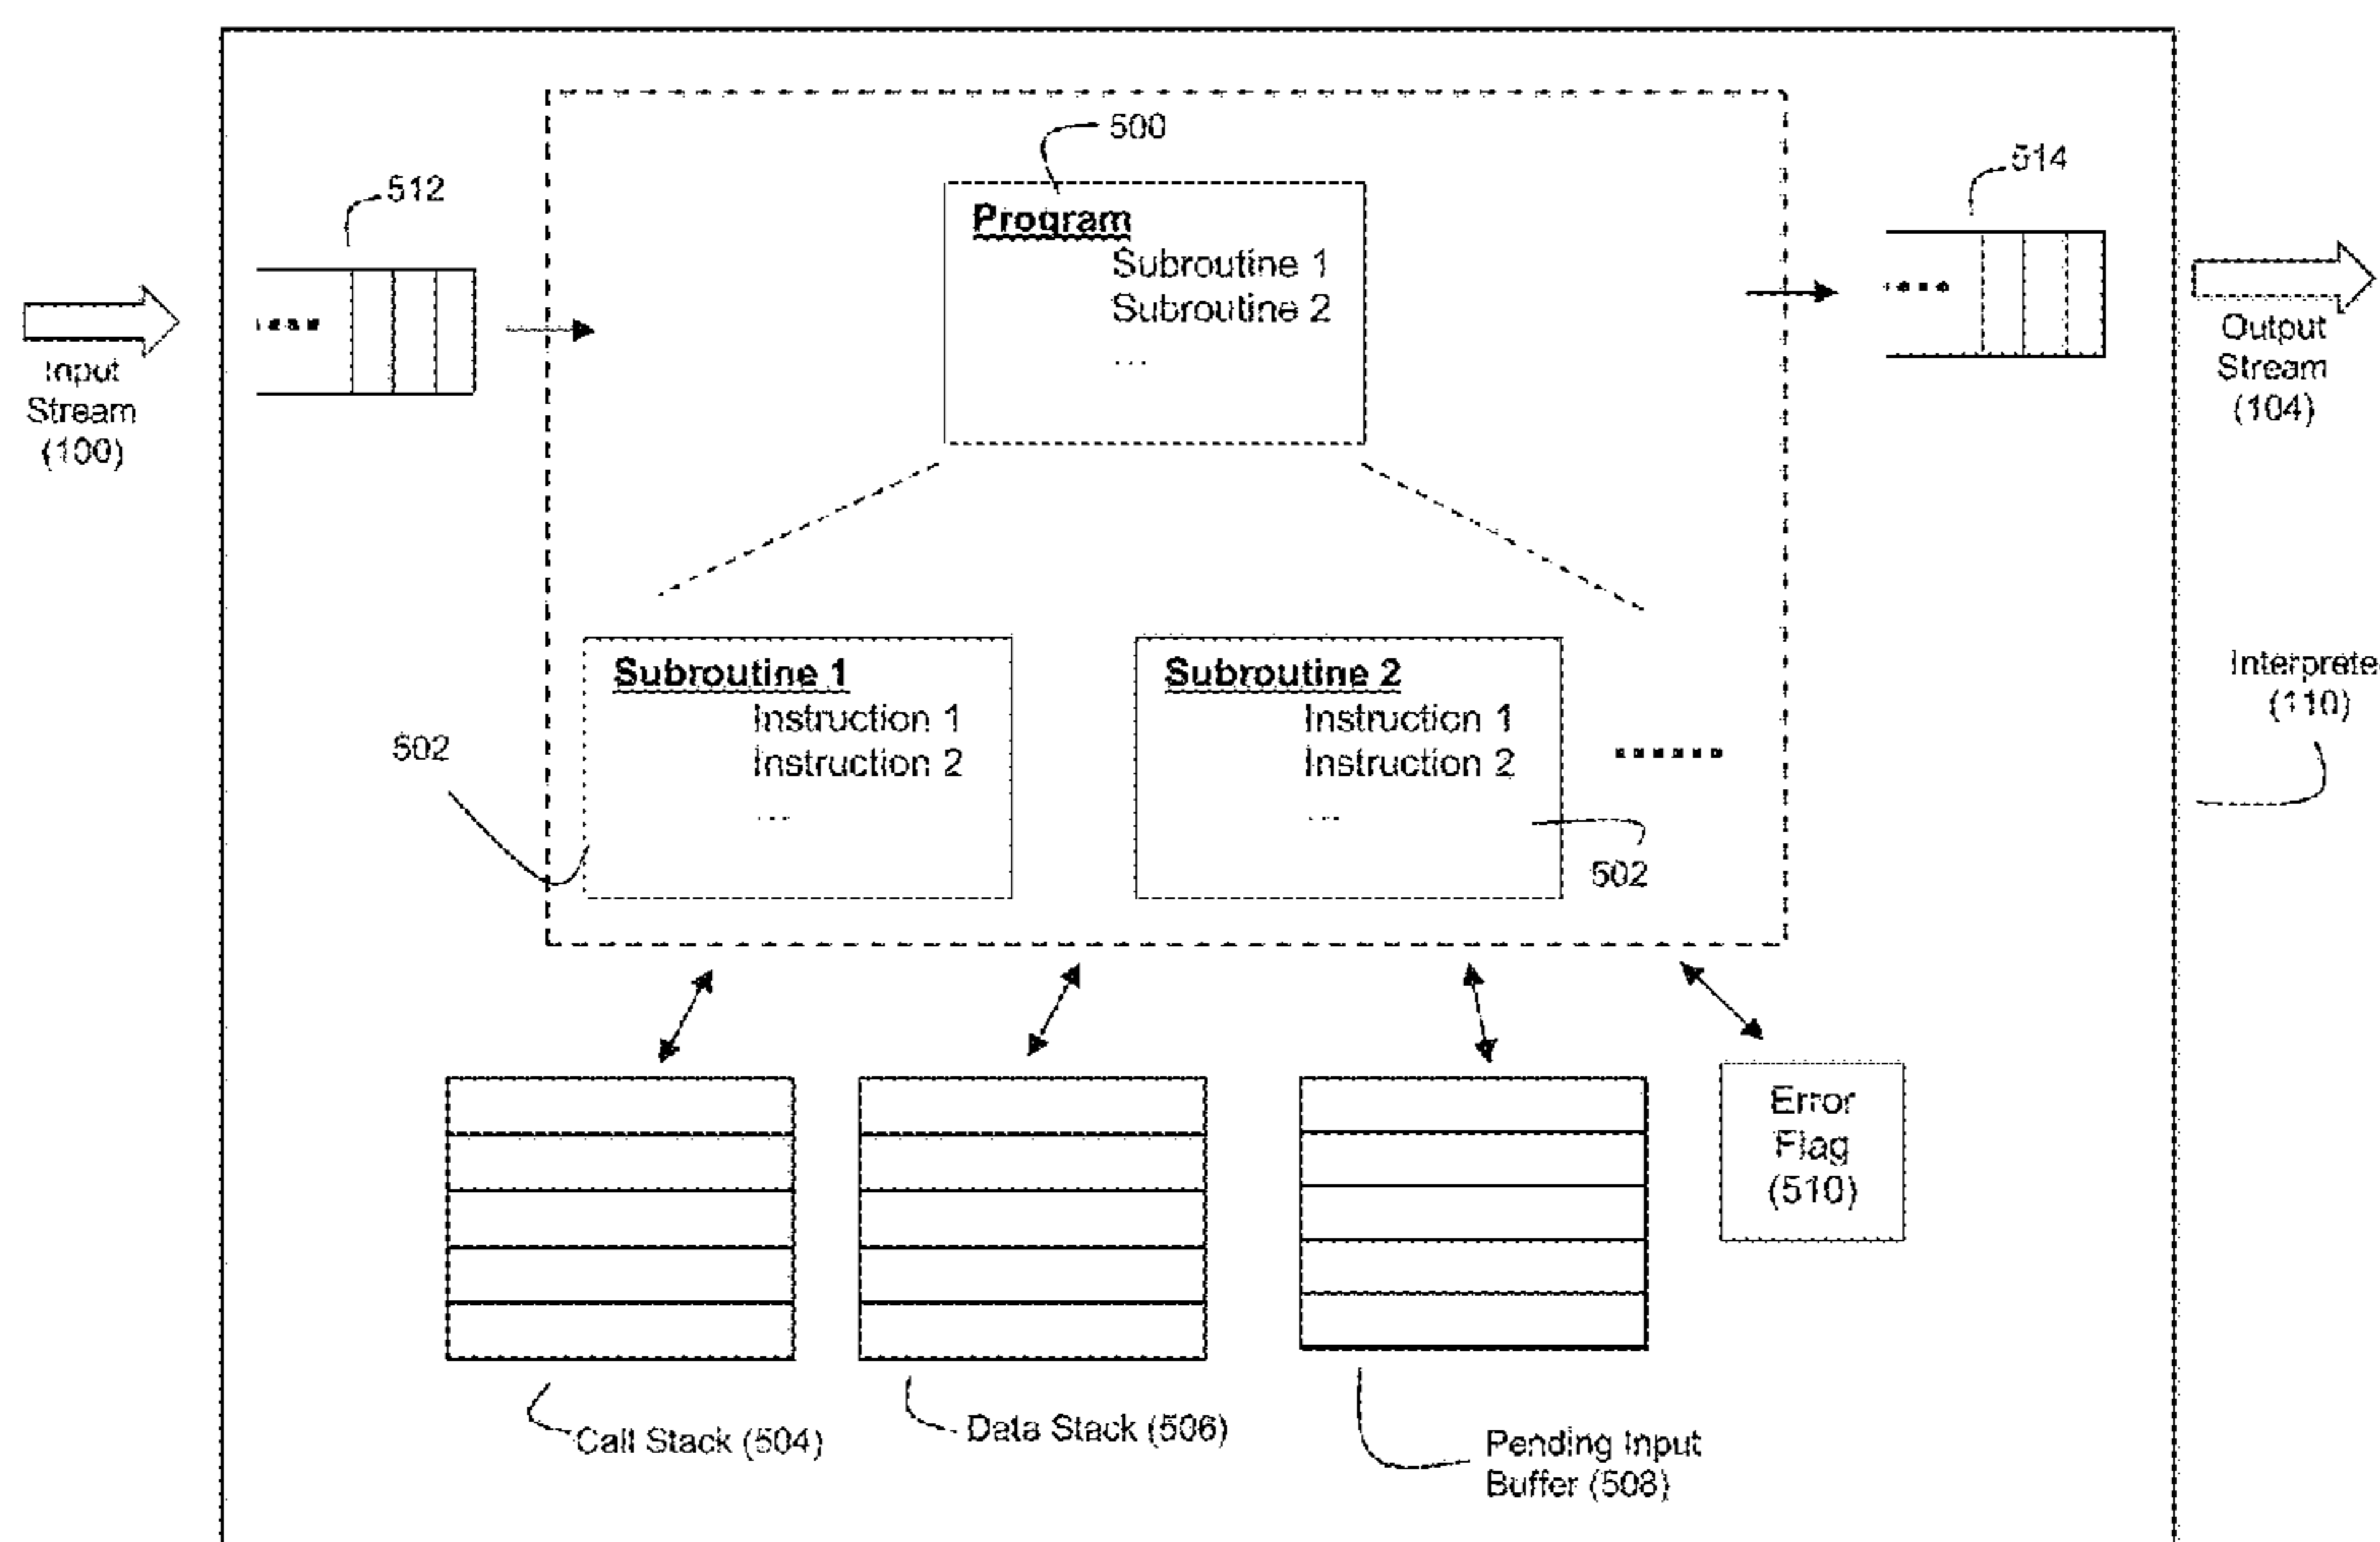 500
512
514
Program
Subroutine 1
Subroutine 2
...
Input
Stream
(100)
Output
Stream
(104)
Subroutine 1
Instruction 1
Instruction 2
...
502
Subroutine 2
Instruction 1
Instruction 2
...
502
Interprete
(110)
Error
Flag
(510)
Call Stack (504)
Data Stack (506)
Pending Input
Buffer (508)